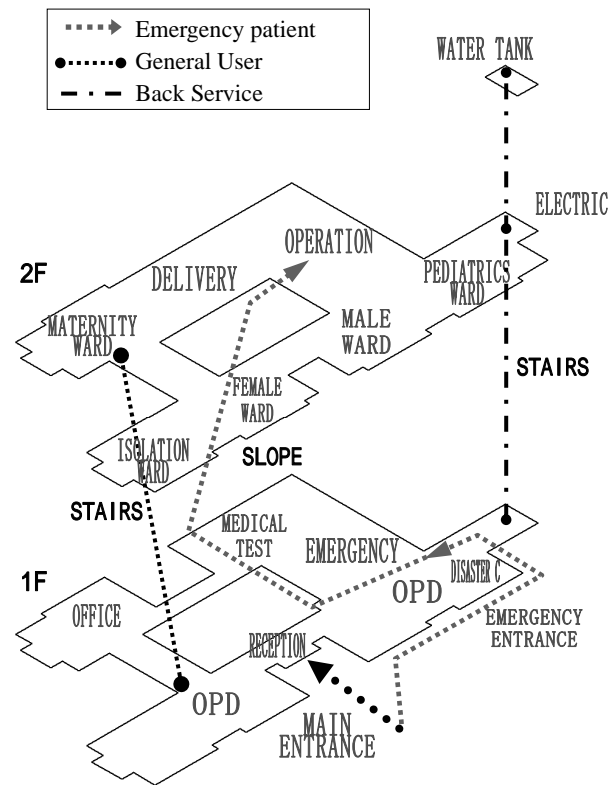 Emergency patient
General User
Back Service
WATER TANK
ELECTRIC
OPERATION
2F
DELIVERY
PEDIATRICS
WARD
MATERNITY
WARD
MALE
WARD
STAIRS
FEMALE
WARD
ISOLATION
WARD
SLOPE
STAIRS
MEDICAL
TEST
EMERGENCY
1F
DISASTER C
OPD
OFFICE
EMERGENCY
ENTRANCE
RECEPTION
OPD
MAIN
ENTRANCE